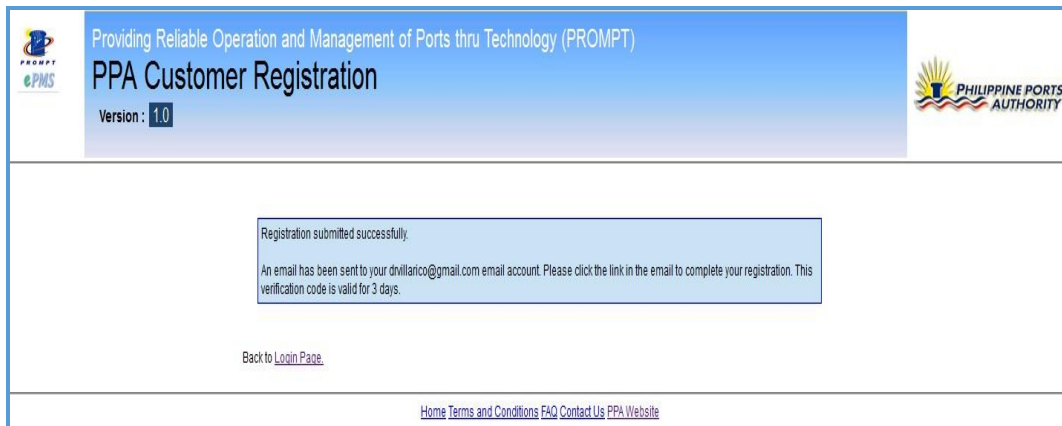 PROMPT
ePMS
Providing Reliable Operation and Management of Ports thru Technology (PROMPT)
PPA Customer Registration
Version : 1.0
PHILIPPINE PORTS
AUTHORITY
Registration submitted successfully.
An email has been sent to your drvillarico@gmail.com email account. Please click the link in the email to complete your registration. This
verification code is valid for 3 days.
Back to Login Page.
Home Terms and Conditions FAQ Contact Us PPA Website